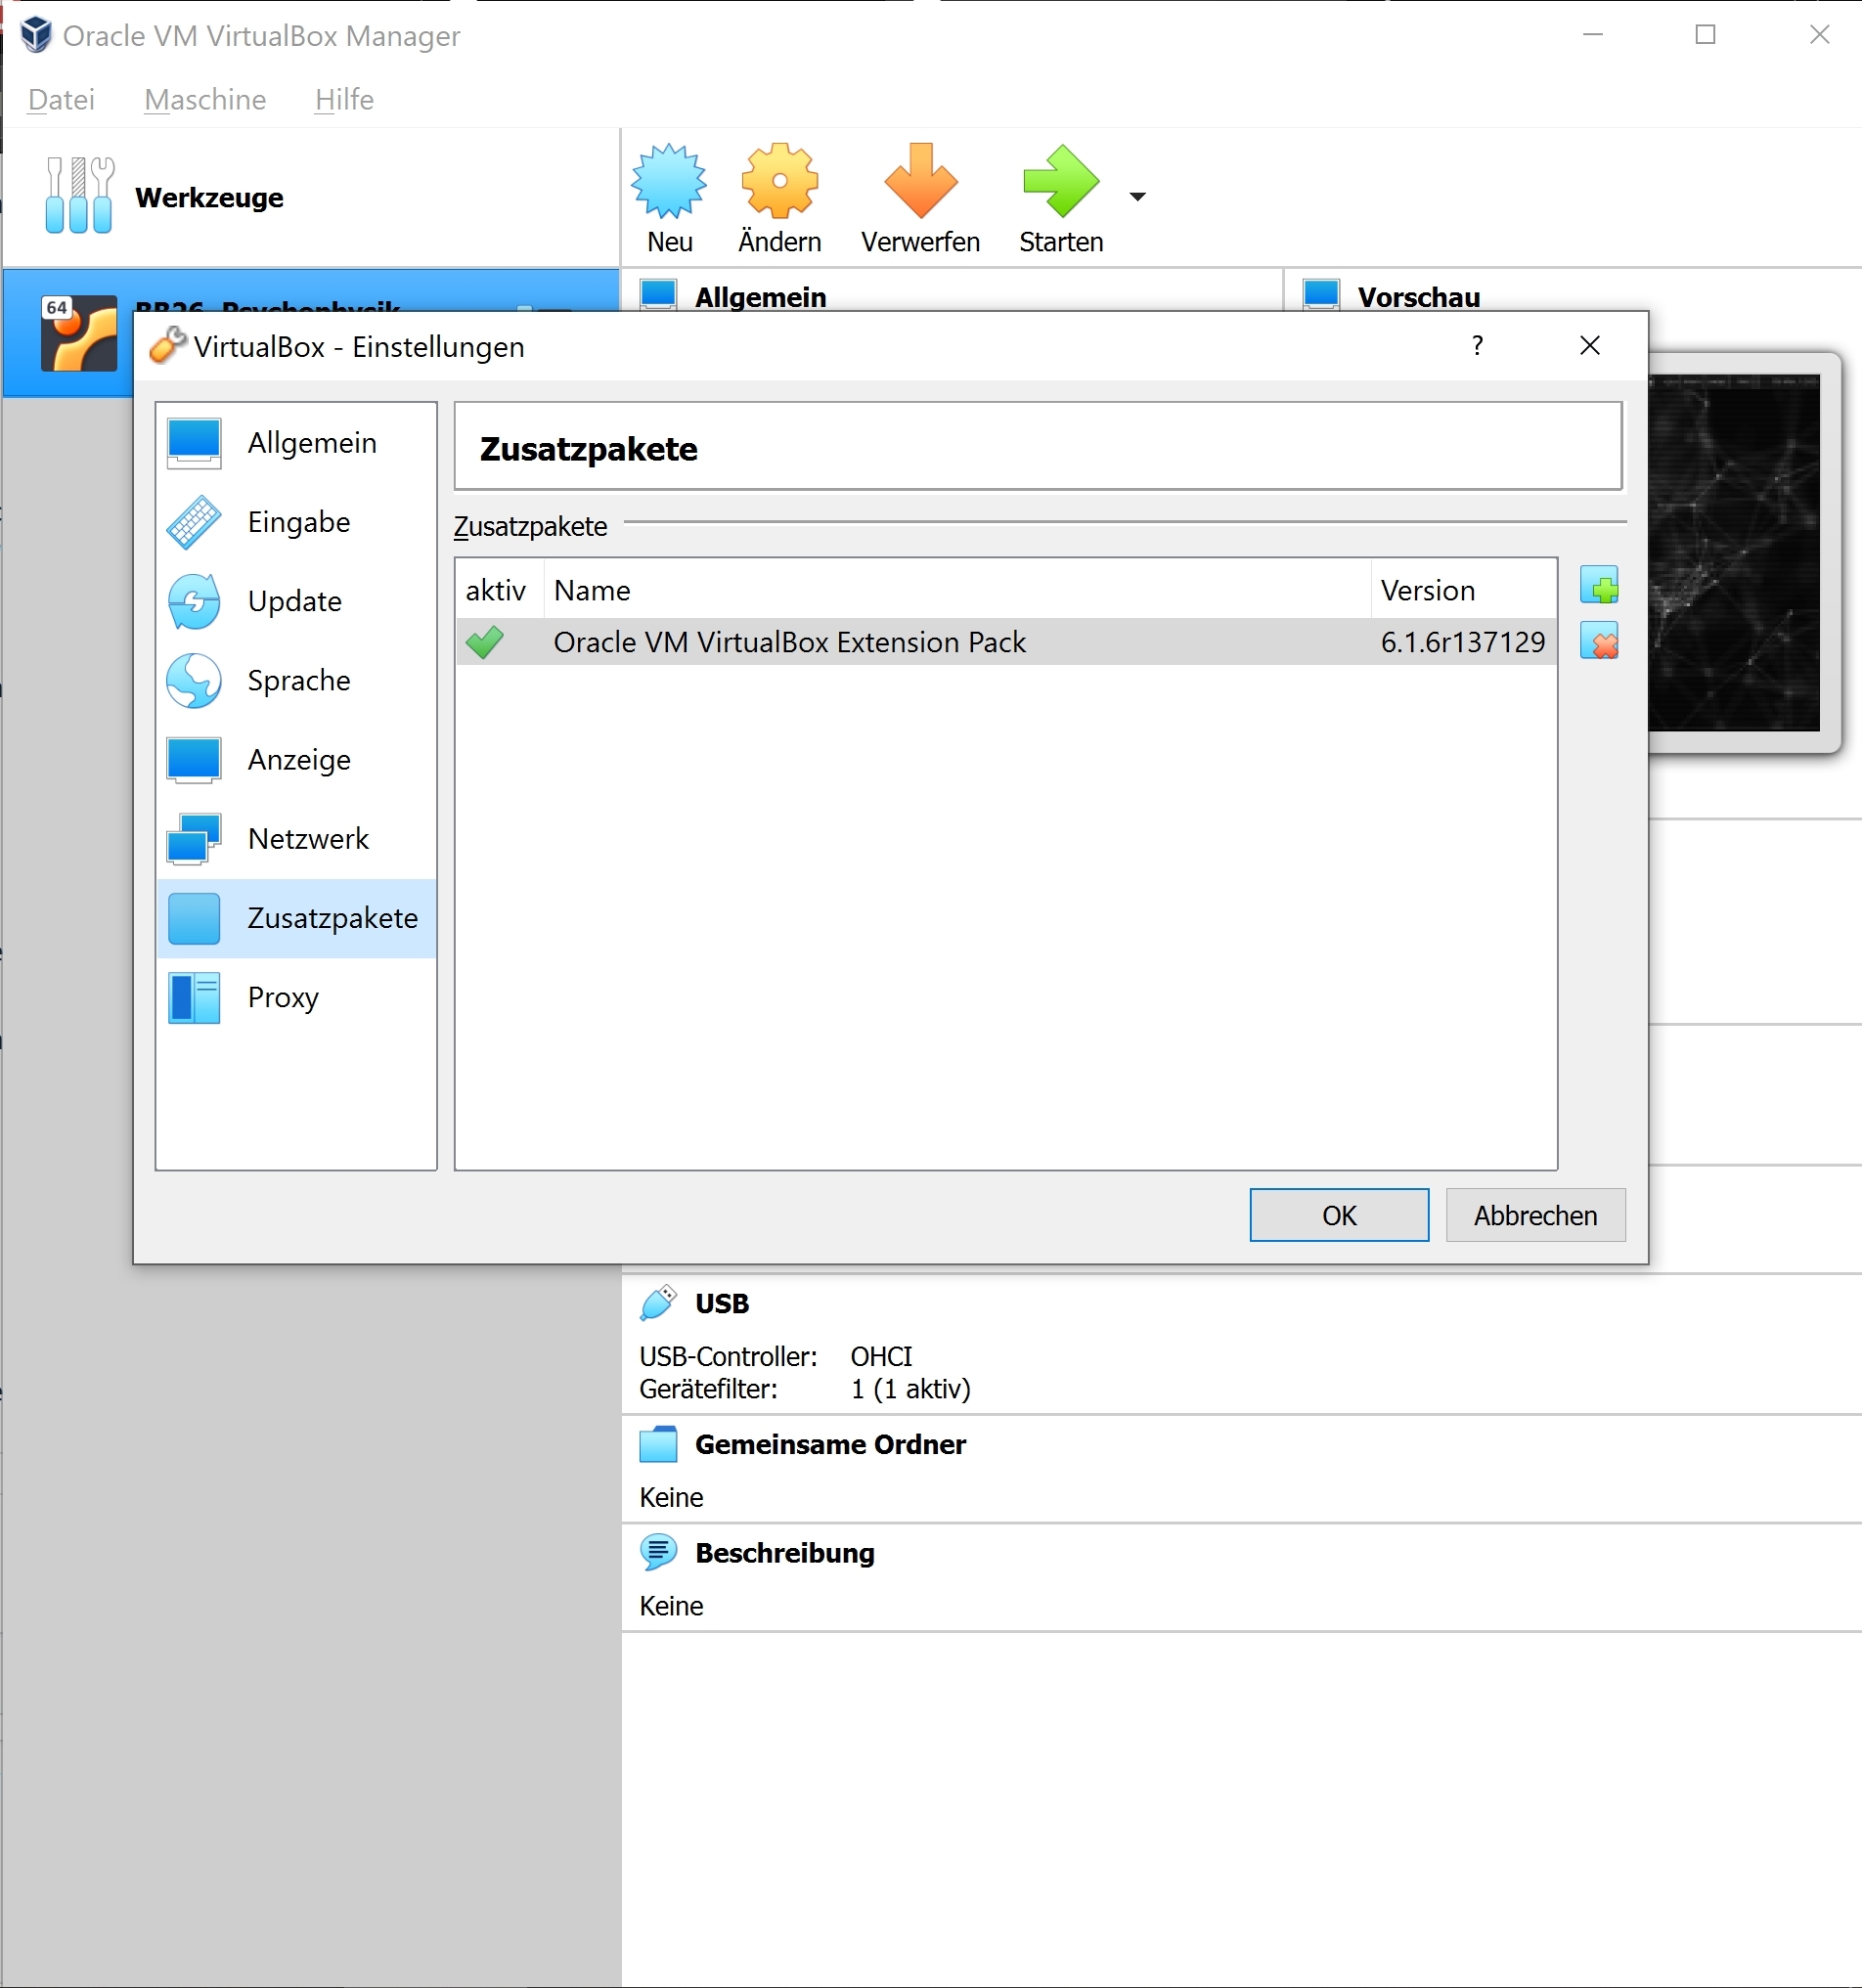 Oracle VM VirtualBox Manager
Datei Maschine Hilfe
Werkzeuge
Neu Ändern Verwerfen Starten
64
Allgemein
Vorschau
VirtualBox - Einstellungen
?
Allgemein
Eingabe
Update
Sprache
Anzeige
Netzwerk
Zusatzpakete
Proxy
Zusatzpakete
Zusatzpakete
aktiv Name Version
Oracle VM VirtualBox Extension Pack 6.1.6r137129
OK Abbrechen
USB
USB-Controller: OHCI
Gerätefilter: 1 (1 aktiv)
Gemeinsame Ordner
Keine
Beschreibung
Keine